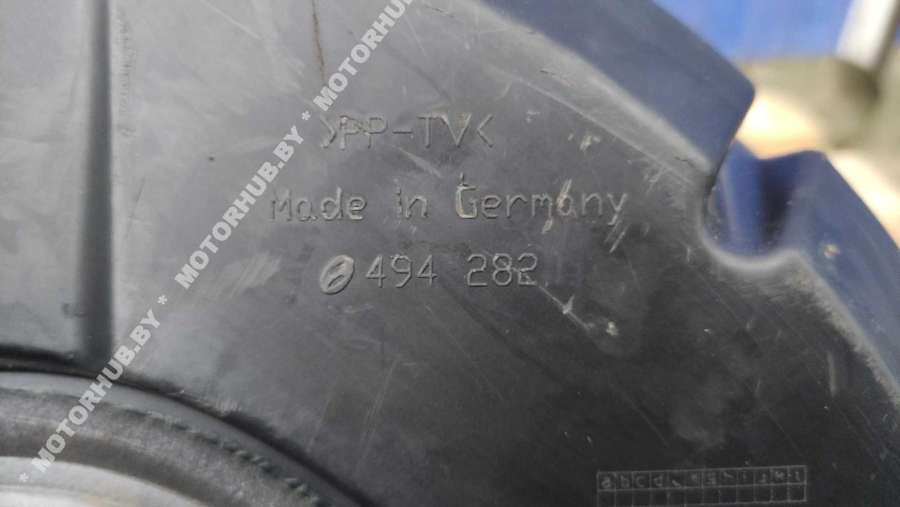 >PP-TV<
Made in Germany
494 282
MOTORHUB.BY * MOTORHUB.BY * MOTORHUB.BY *